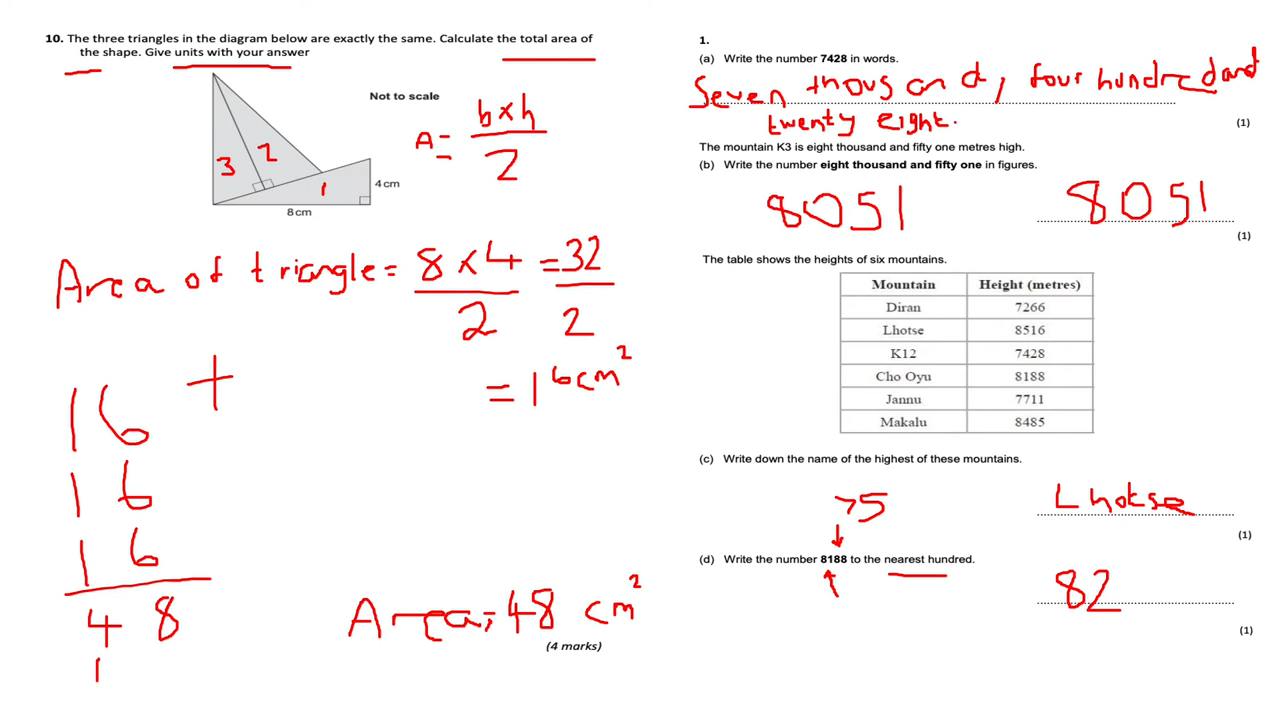 10. The three triangles in the diagram below are exactly the same. Calculate the total area of
the shape. Give units with your answer
Not to scale
A = b x h
2
3
2
1
4 cm
8 cm
Area of triangle = 8 x 4 = 32
2 2
= 16 cm²
+
16
16
16
48
1
Area = 48 cm²
(4 marks)
1.
(a) Write the number 7428 in words.
Seven thousand, four hundred and
twenty eight.
(1)
The mountain K3 is eight thousand and fifty one metres high.
(b) Write the number eight thousand and fifty one in figures.
8051 8051
(1)
The table shows the heights of six mountains.
Mountain Height (metres)
Diran 7266
Lhotse 8516
K12 7428
Cho Oyu 8188
Jannu 7711
Makalu 8485
(c) Write down the name of the highest of these mountains.
>5
Lhotse
(1)
(d) Write the number 8188 to the nearest hundred.
82
(1)